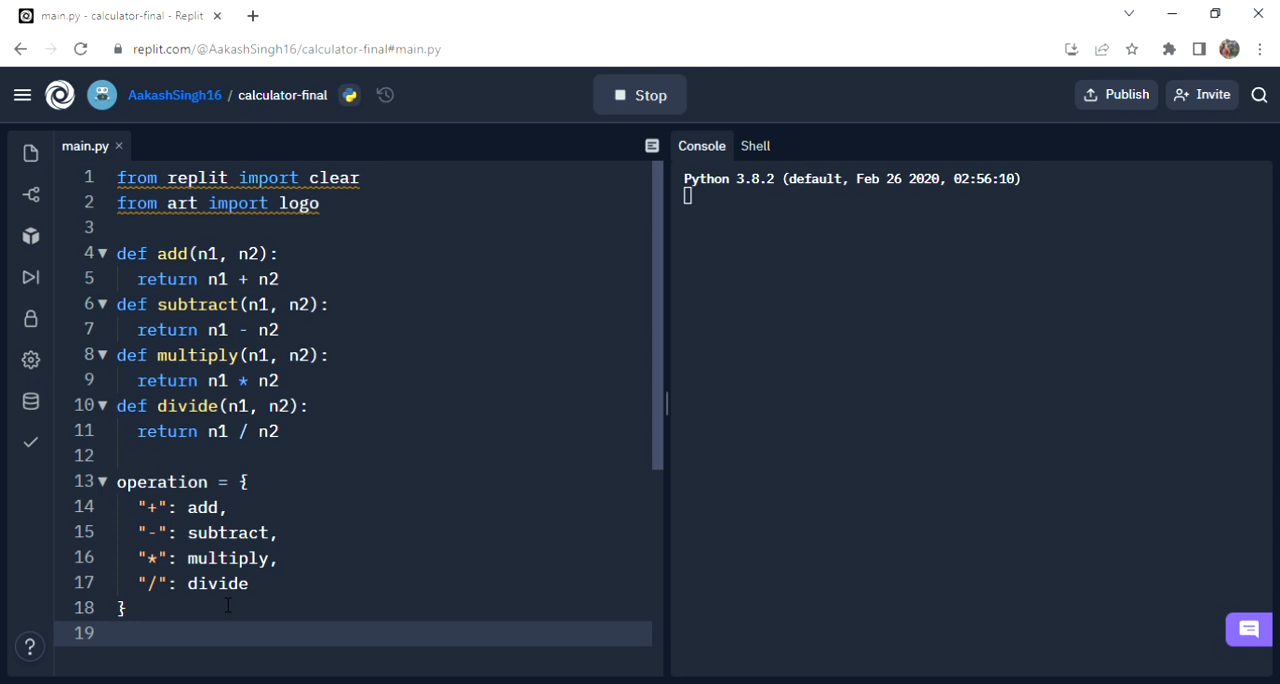 main.py - calculator-final - Replit
replit.com/@AakashSingh16/calculator-final#main.py
AakashSingh16 / calculator-final
Stop
Publish
Invite
main.py
1 from replit import clear
2 from art import logo
3
4 def add(n1, n2):
5 return n1 + n2
6 def subtract(n1, n2):
7 return n1 - n2
8 def multiply(n1, n2):
9 return n1 * n2
10 def divide(n1, n2):
11 return n1 / n2
12
13 operation = {
14 "+": add,
15 "-": subtract,
16 "*": multiply,
17 "/": divide
18 }
19
?
Console Shell
Python 3.8.2 (default, Feb 26 2020, 02:56:10)